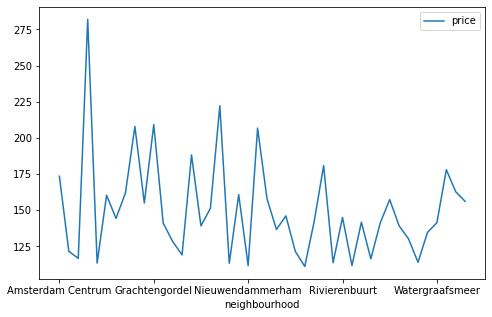 price
275
250
225
200
175
150
125
Amsterdam Centrum Grachtengordel Nieuwendammerham Rivierenbuurt Watergraafsmeer
neighbourhood